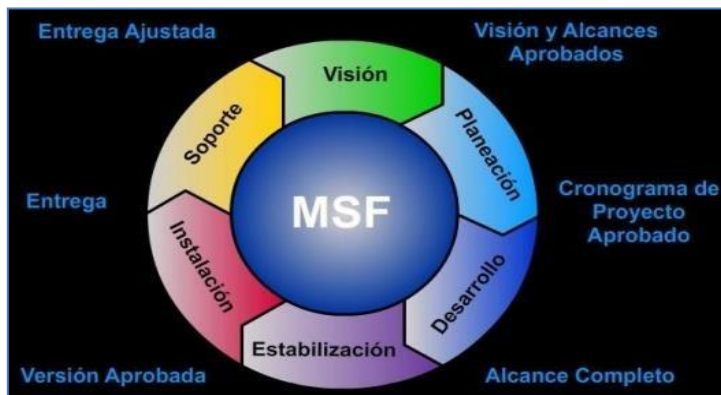 Entrega Ajustada
Visión y Alcances
Aprobados
Visión
Soporte
Planeación
Entrega
MSF
Cronograma de
Proyecto
Aprobado
Instalación
Desarrollo
Estabilización
Versión Aprobada
Alcance Completo